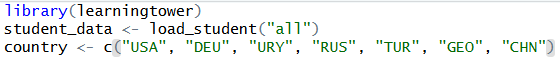 library(learningtower)
student_data <- load_student("all")
country <- c("USA", "DEU", "URY", "RUS", "TUR", "GEO", "CHN")